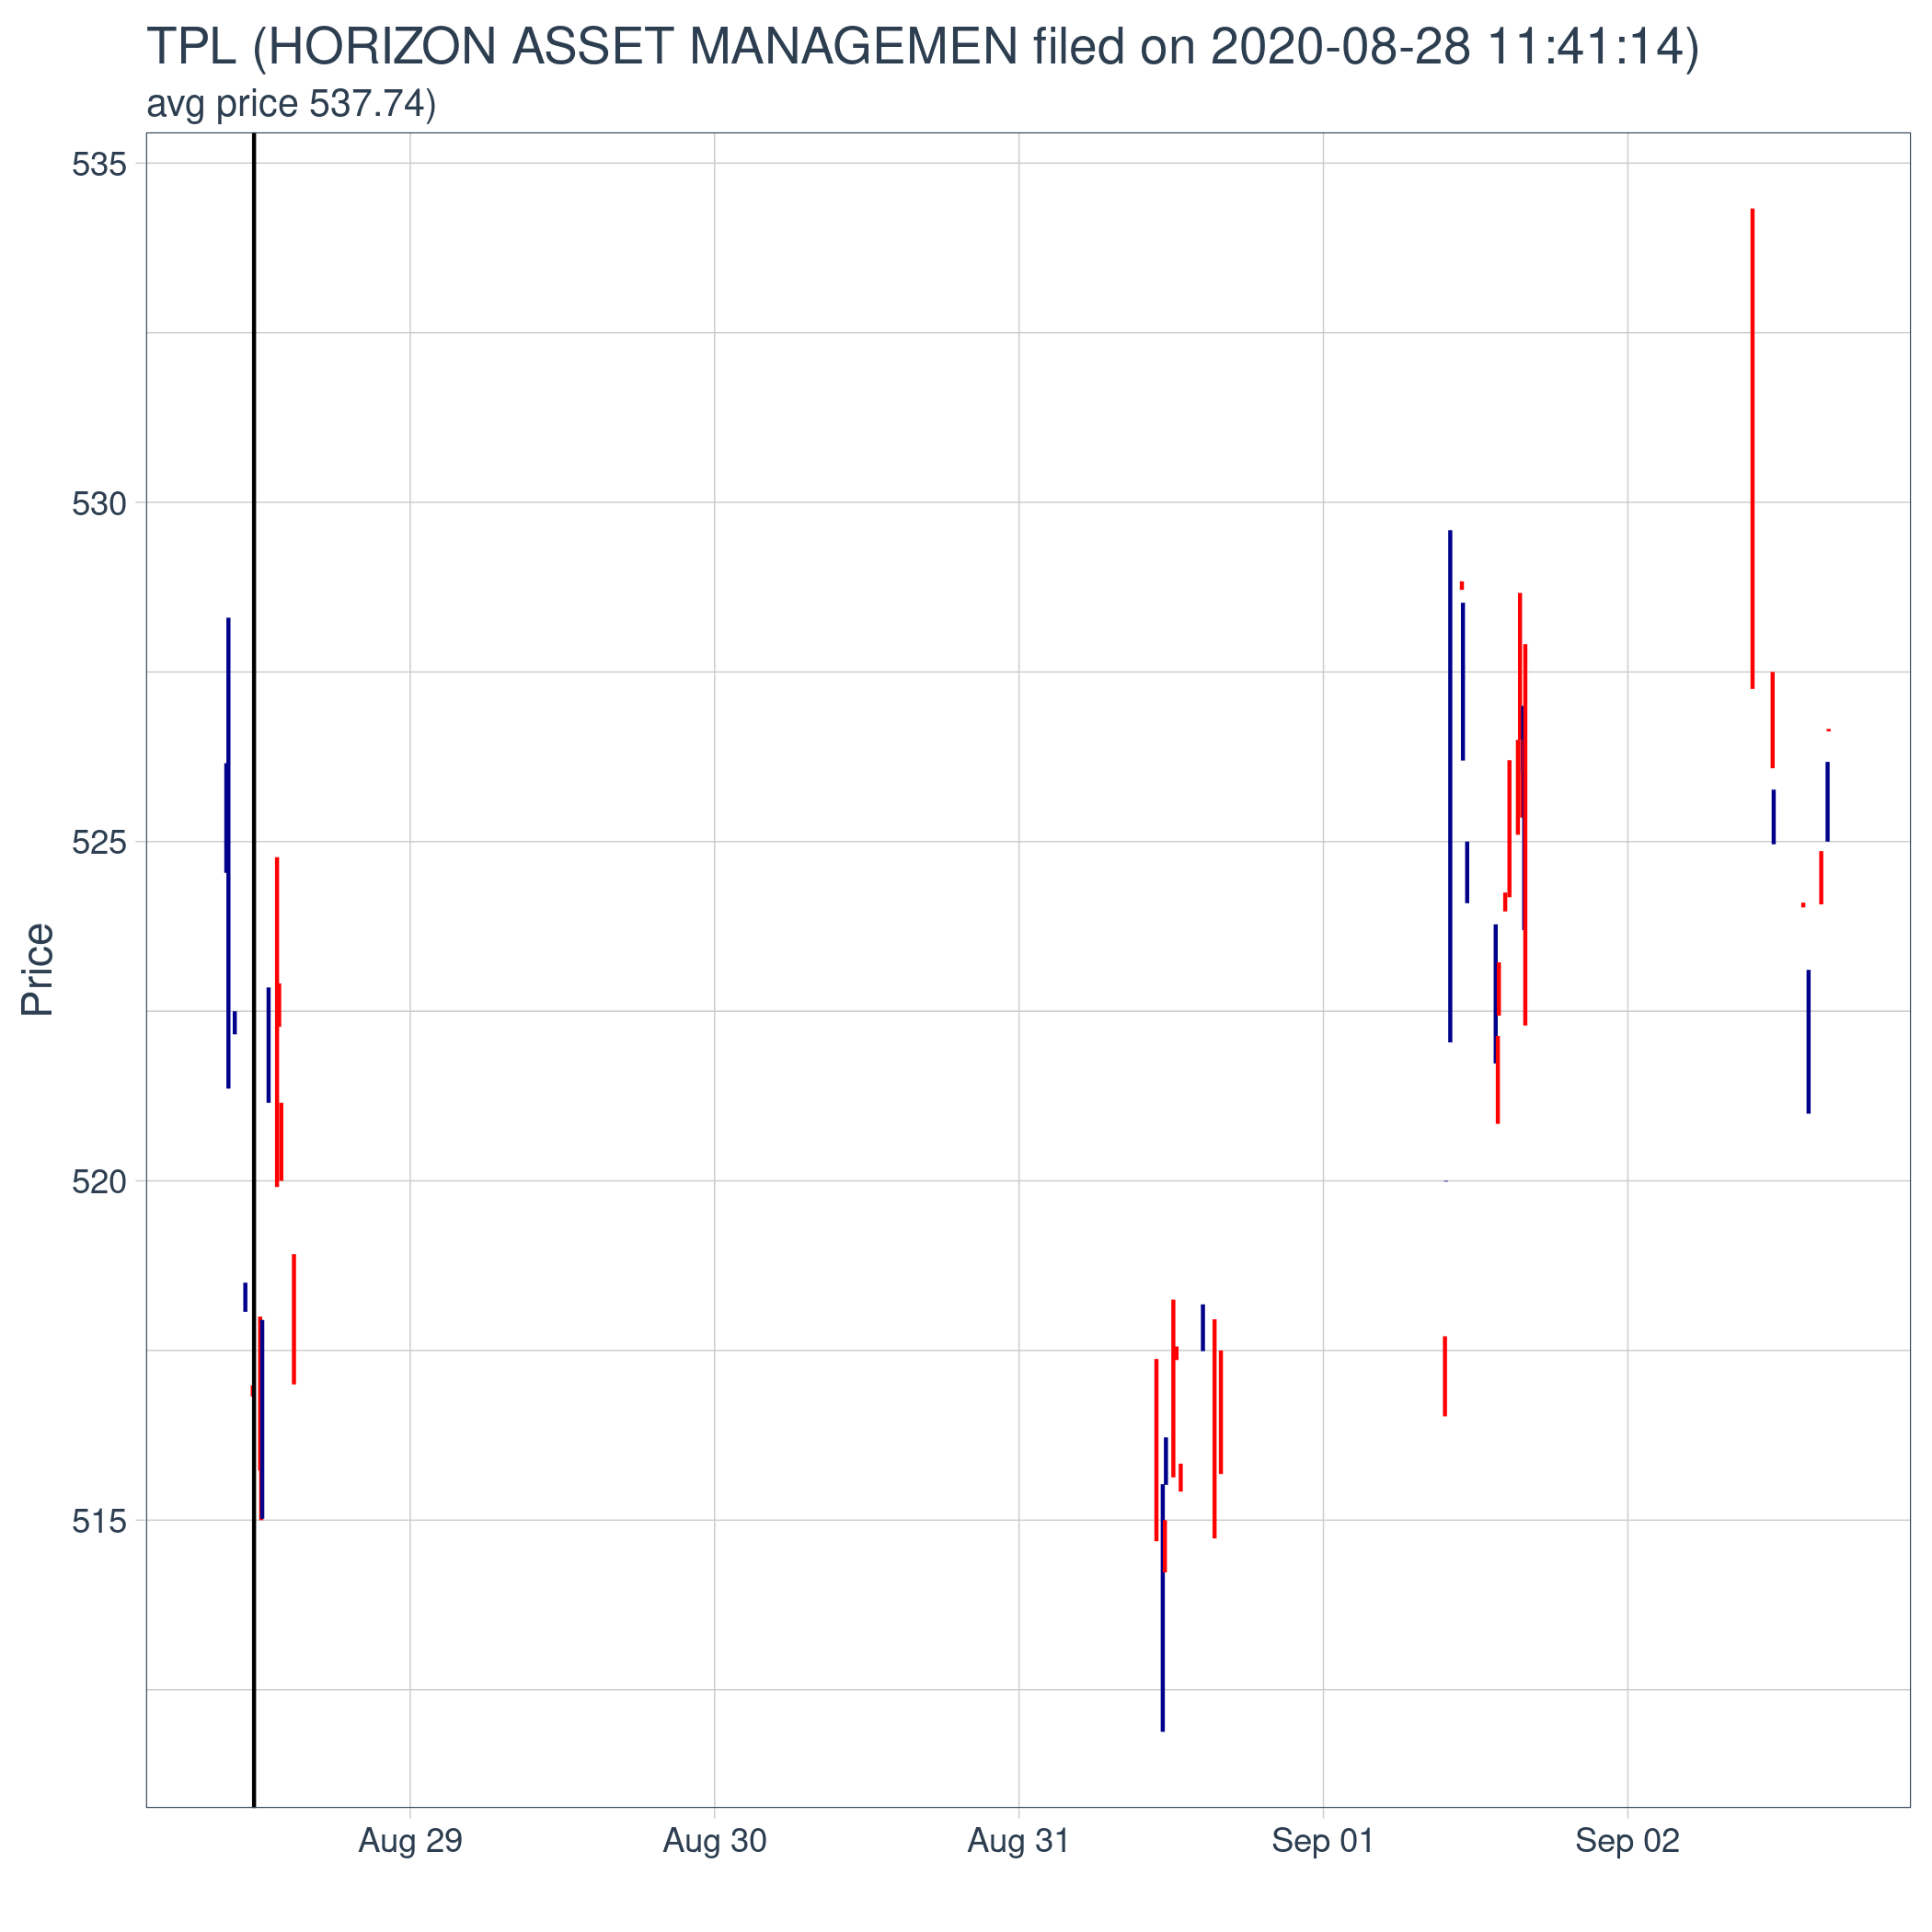 TPL (HORIZON ASSET MANAGEMEN filed on 2020-08-28 11:41:14)
avg price 537.74)
535
530
525
520
515
Price
Aug 29
Aug 30
Aug 31
Sep 01
Sep 02